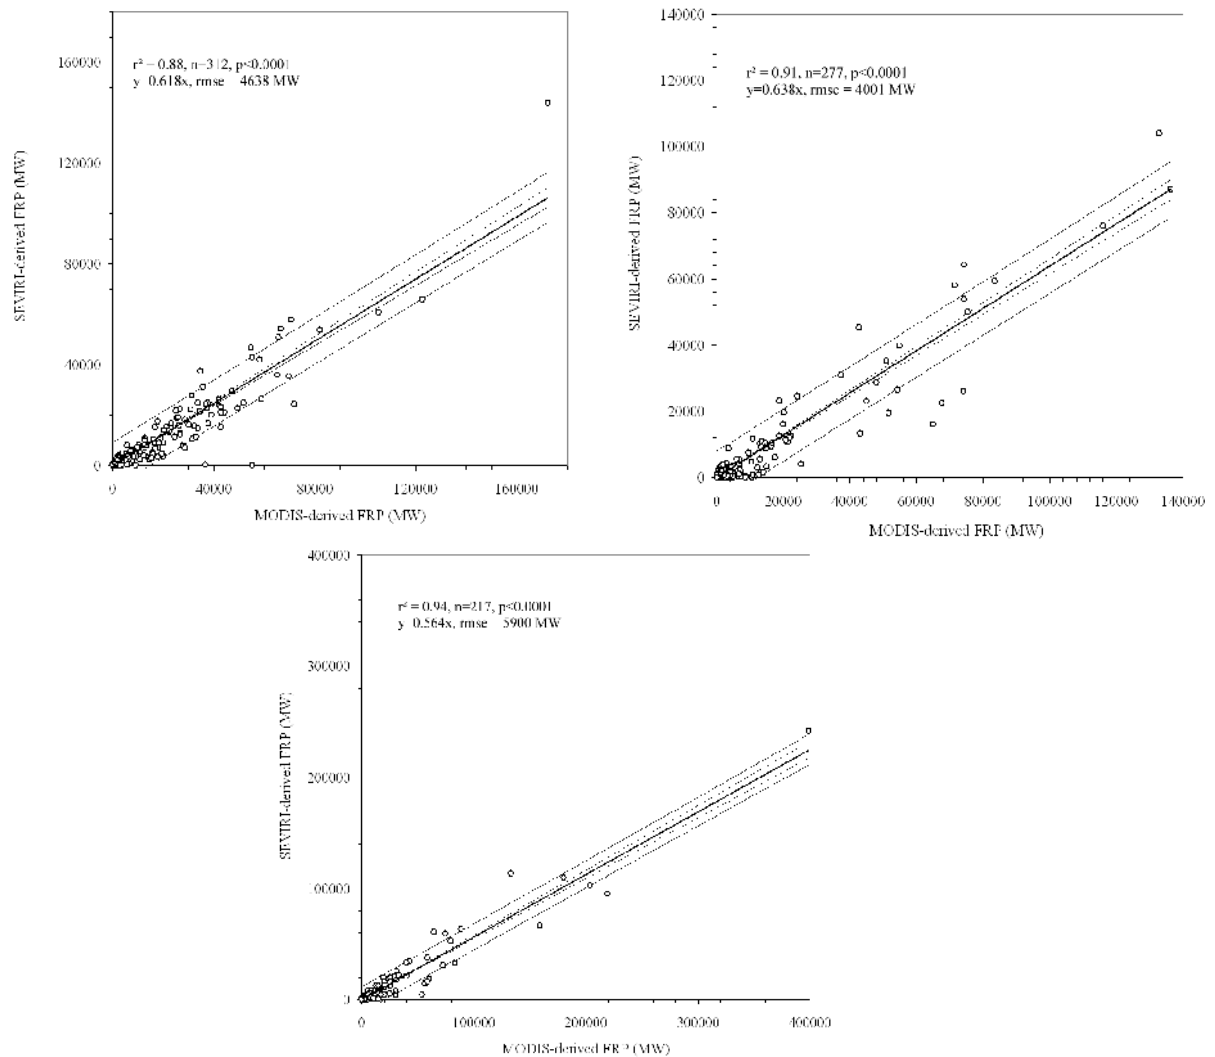 r² = 0.88, n=312, p<0.0001
y 0.618x, rmse 4638 MW
160000
120000
80000
40000
0
SEVIRI-derived FRP (MW)
0 40000 80000 120000 160000
MODIS-derived FRP (MW)
140000
120000
100000
80000
60000
40000
20000
0
r² = 0.91, n=277, p<0.0001
y=0.638x, rmse = 4001 MW
SEVIRI-derived FRP (MW)
0 20000 40000 60000 80000 100000 120000 140000
MODIS-derived FRP (MW)
400000
300000
200000
100000
0
r² = 0.94, n=217, p<0.0001
y 0.564x, rmse 5900 MW
SEVIRI-derived FRP (MW)
0 100000 200000 300000 400000
MODIS-derived FRP (MW)